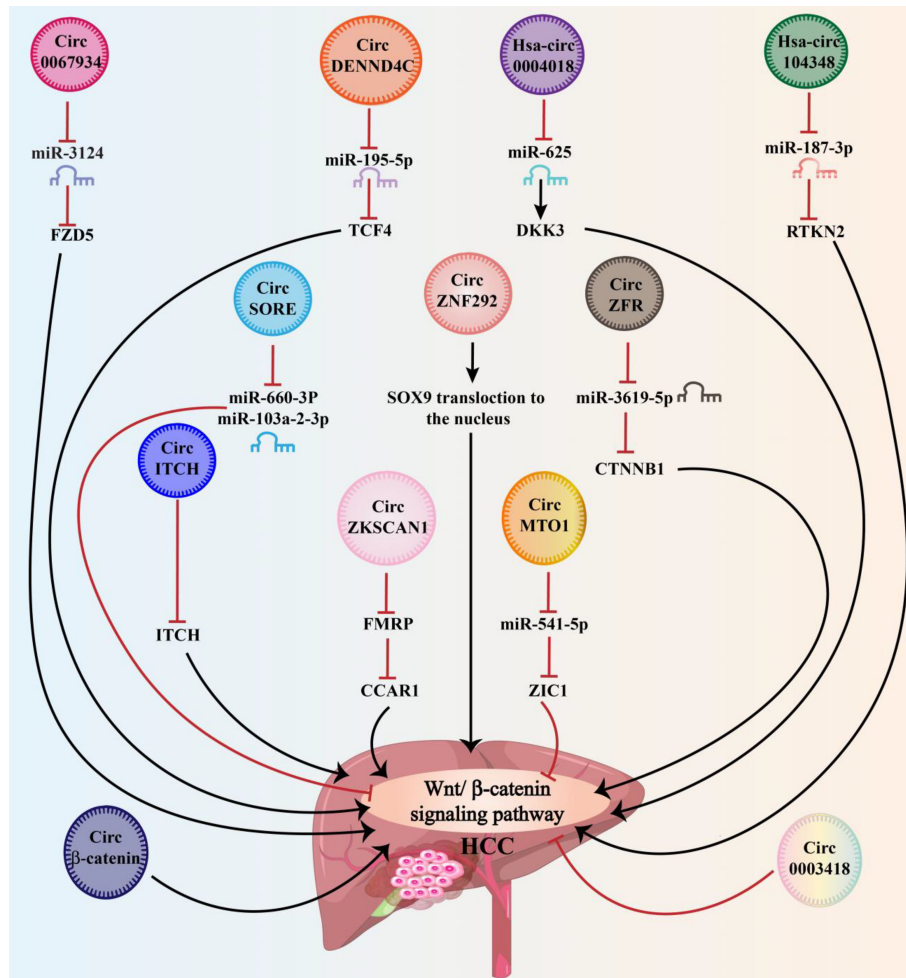 Circ
0067934
Circ
DENND4C
Hsa-circ
0004018
Hsa-circ
104348
miR-3124
miR-195-5p
miR-625
miR-187-3p
FZD5
TCF4
DKK3
RTKN2
Circ
SORE
Circ
ZNF292
Circ
ZFR
miR-660-3P
miR-103a-2-3p
SOX9 transloction to
the nucleus
miR-3619-5p
Circ
ITCH
CTNNB1
Circ
ZKSCAN1
Circ
MTO1
ITCH
FMRP
miR-541-5p
CCAR1
ZIC1
Wnt/ β-catenin
signaling pathway
HCC
Circ
β-catenin
Circ
0003418